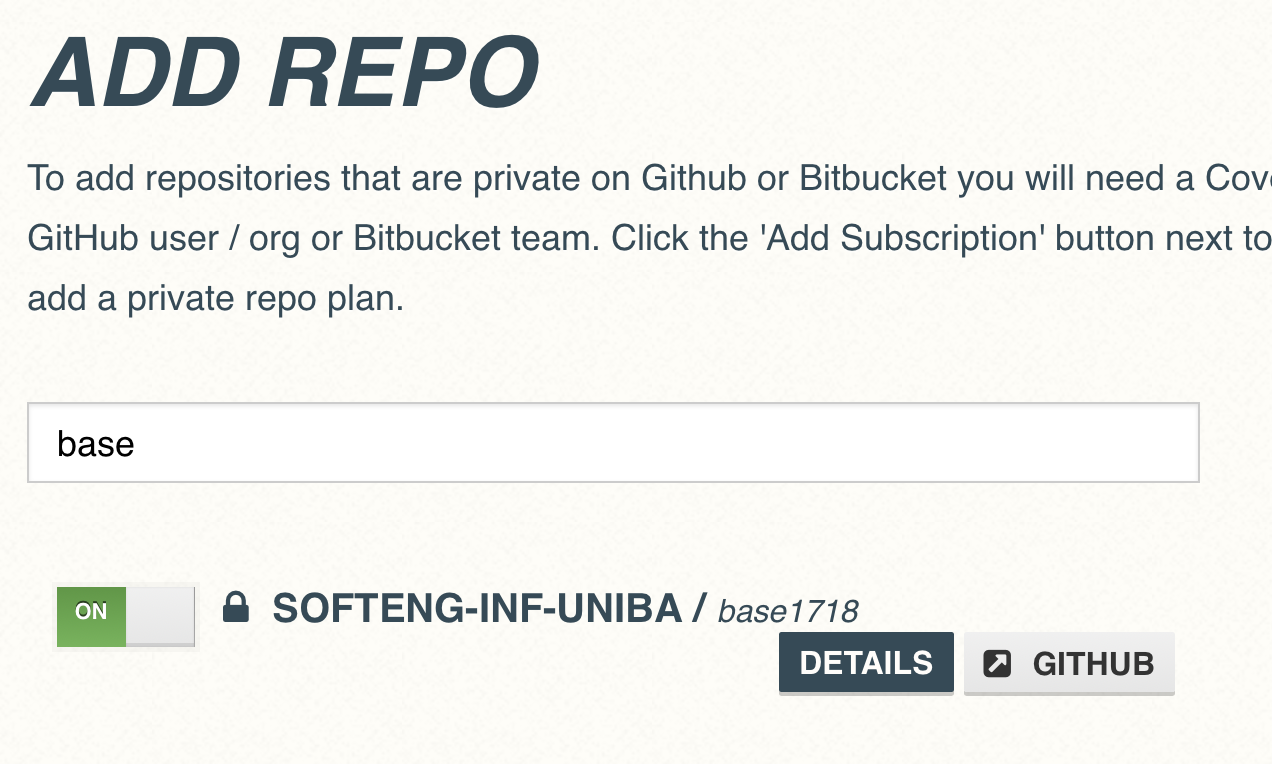 ADD REPO
To add repositories that are private on Github or Bitbucket you will need a
GitHub user / org or Bitbucket team. Click the 'Add Subscription' button next to
add a private repo plan.
base
ON SOFTENG-INF-UNIBA / base1718
DETAILS GITHUB